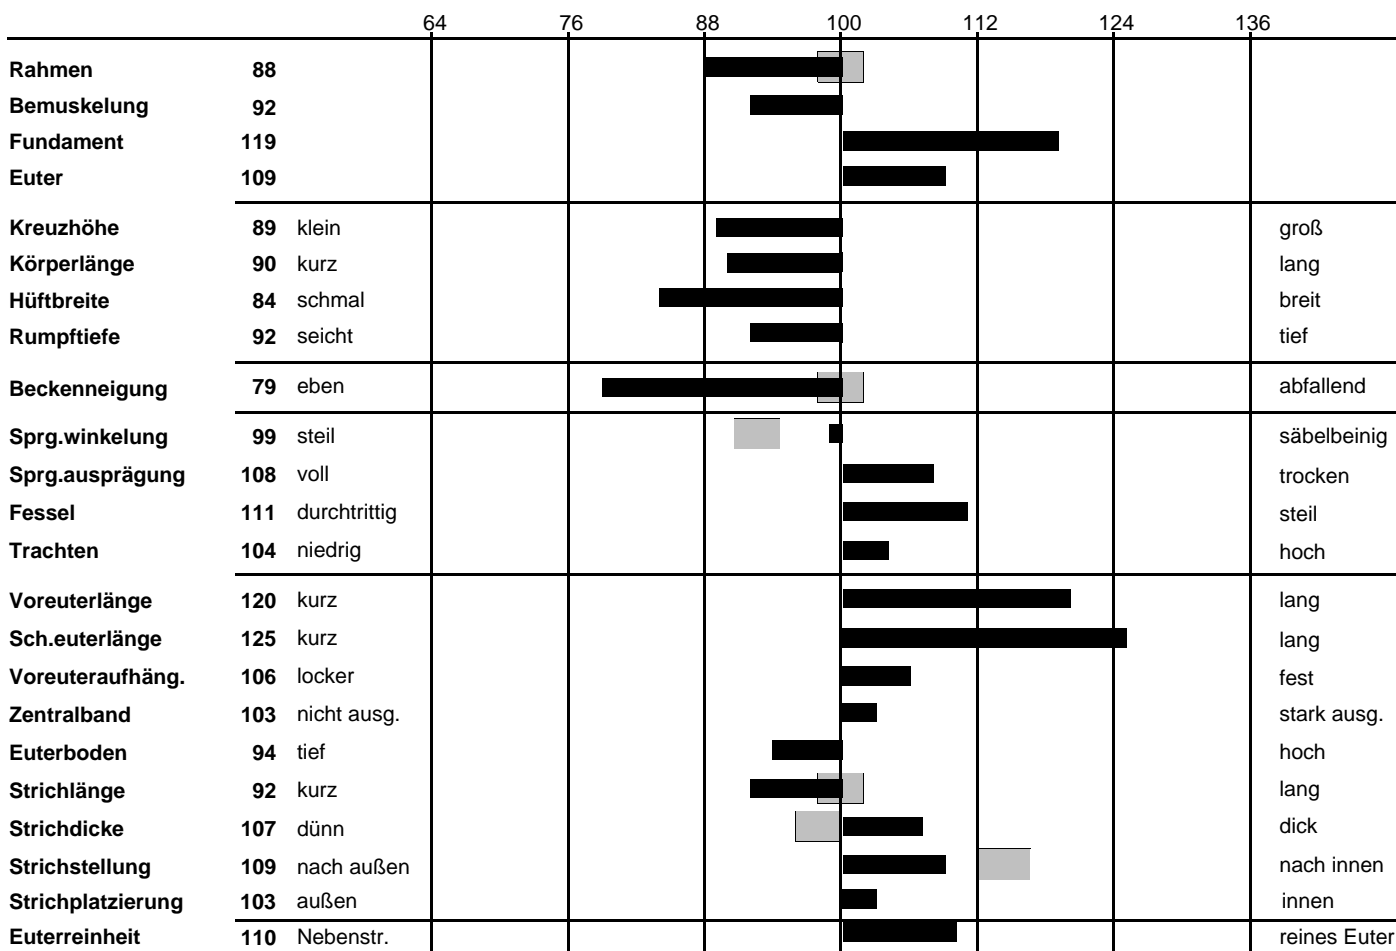 64 76 88 100 112 124 136
Rahmen 88
Bemuskelung 92
Fundament 119
Euter 109
Kreuzhöhe 89 klein groß
Körperlänge 90 kurz lang
Hüftbreite 84 schmal breit
Rumpftiefe 92 seicht tief
Beckenneigung 79 eben abfallend
Sprg.winkelung 99 steil säbelbeinig
Sprg.ausprägung 108 voll trocken
Fessel 111 durchtrittig steil
Trachten 104 niedrig hoch
Voreuterlänge 120 kurz lang
Sch.euterlänge 125 kurz lang
Voreuteraufhäng. 106 locker fest
Zentralband 103 nicht ausg. stark ausg.
Euterboden 94 tief hoch
Strichlänge 92 kurz lang
Strichdicke 107 dünn dick
Strichstellung 109 nach außen nach innen
Strichplatzierung 103 außen innen
Euterreinheit 110 Nebenstr. reines Euter